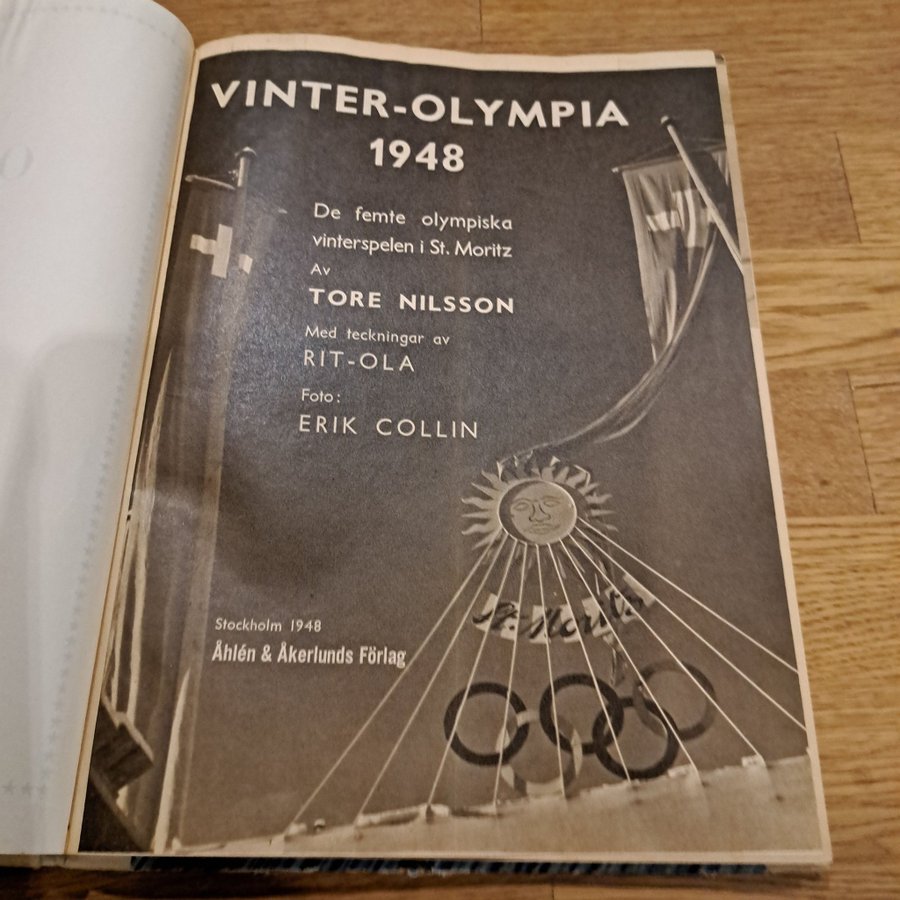 VINTER-OLYMPIA
1948
De femte olympiska
vinterspelen i St. Moritz
Av
TORE NILSSON
Med teckningar av
RIT-OLA
Foto:
ERIK COLLIN
St. Moritz
Stockholm 1948
Åhlén & Åkerlunds Förlag